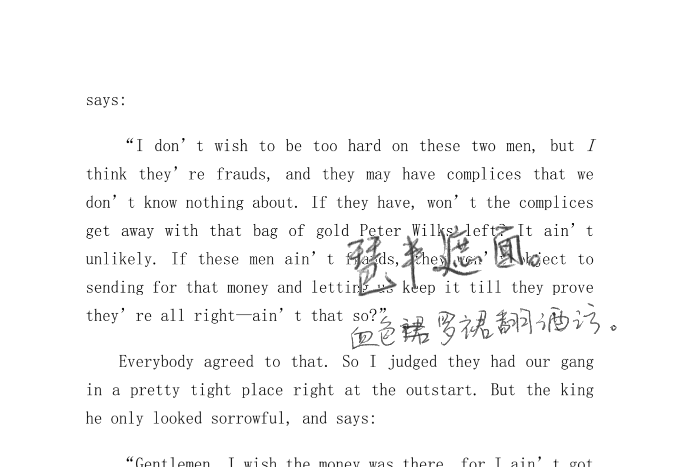 says:
“I don’t wish to be too hard on these two men, but I
think they’re frauds, and they may have complices that we
don’t know nothing about. If they have, won’t the complices
get away with that bag of gold Peter Wilks left? It ain’t
琶半遮面。
unlikely. If these men ain’t frauds, they won’t object to
sending for that money and letting us keep it till they prove
they’re all right—ain’t that so?”
血色罗裙翻酒污。
Everybody agreed to that. So I judged they had our gang
in a pretty tight place right at the outstart. But the king
he only looked sorrowful, and says:
“Gentlemen, I wish the money was there, for I ain’t got